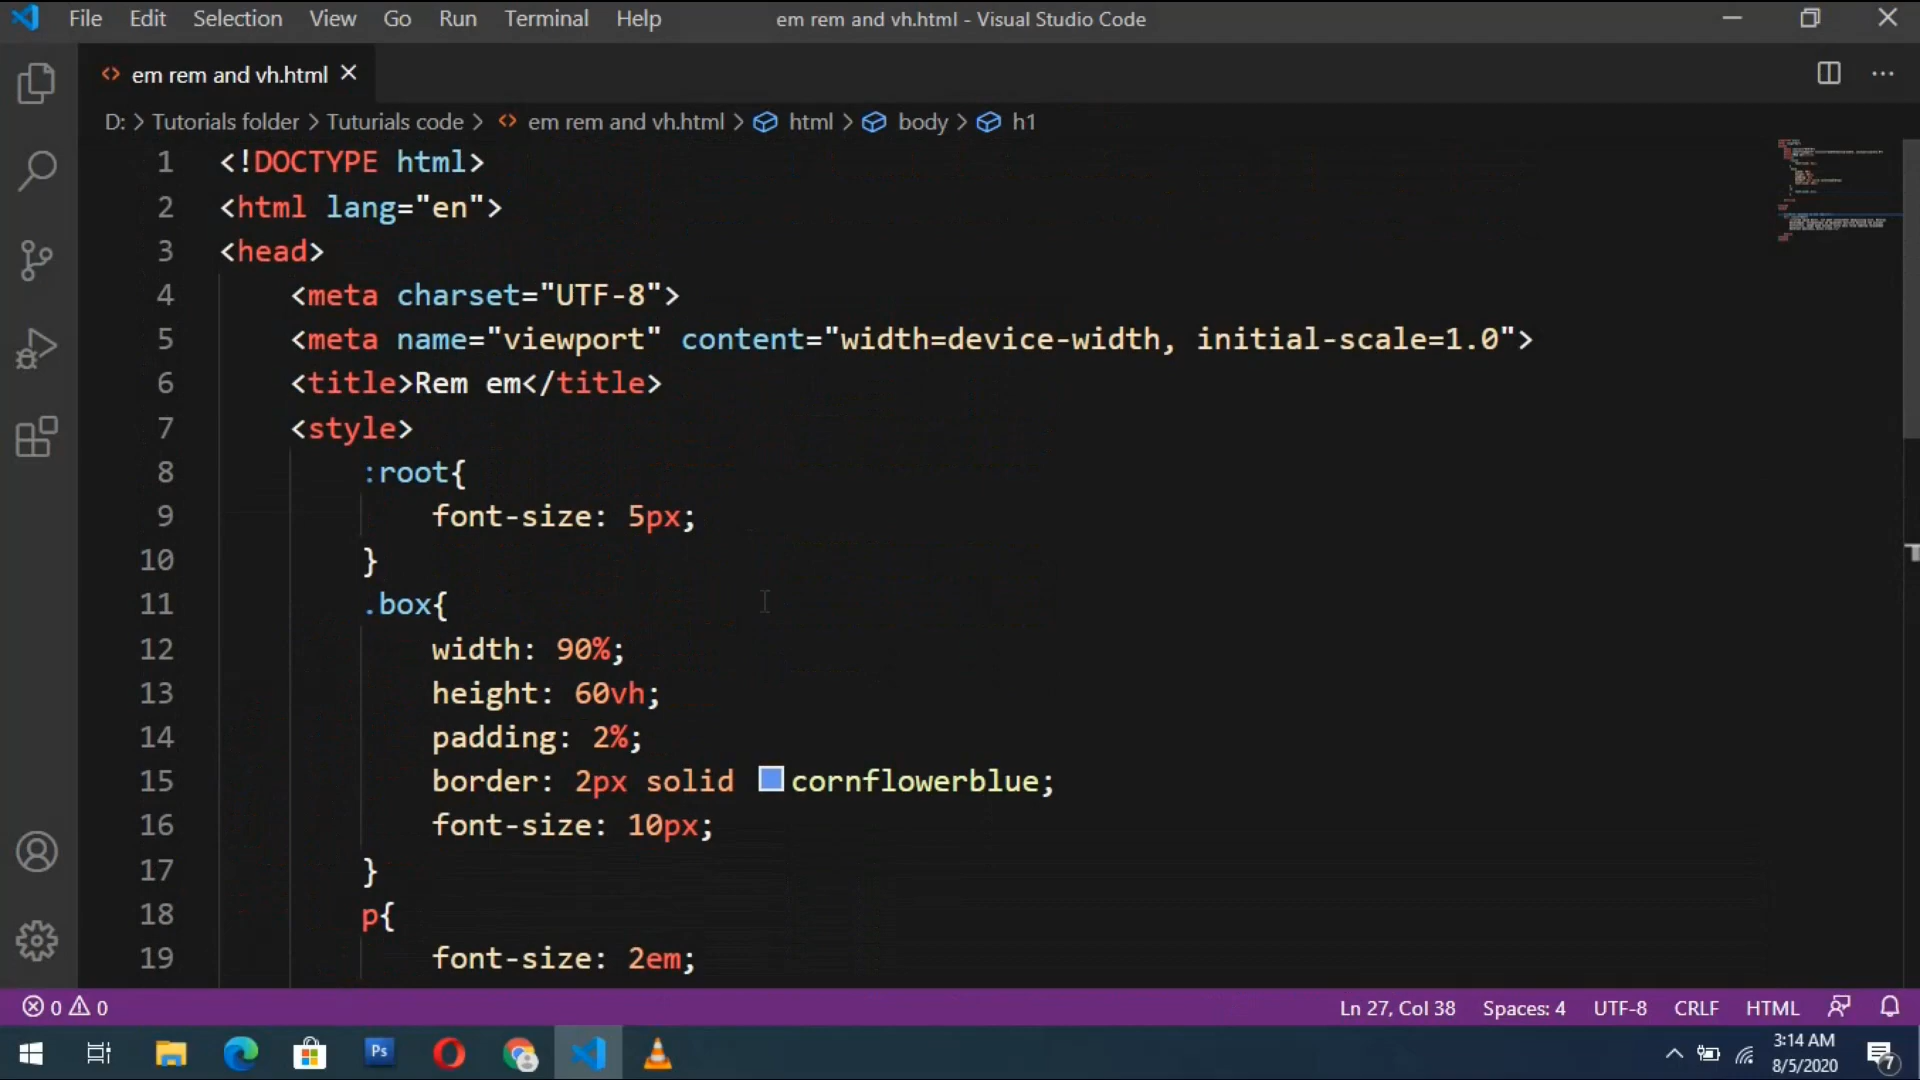 File Edit Selection View Go Run Terminal Help em rem and vh.html - Visual Studio Code
em rem and vh.html
D: > Tutorials folder > Tuturials code > em rem and vh.html > html > body > h1
1 <!DOCTYPE html>
2 <html lang="en">
3 <head>
4 <meta charset="UTF-8">
5 <meta name="viewport" content="width=device-width, initial-scale=1.0">
6 <title>Rem em</title>
7 <style>
8 :root{
9 font-size: 5px;
10 }
11 .box{
12 width: 90%;
13 height: 60vh;
14 padding: 2%;
15 border: 2px solid cornflowerblue;
16 font-size: 10px;
17 }
18 p{
19 font-size: 2em;
0 0 Ln 27, Col 38 Spaces: 4 UTF-8 CRLF HTML
Ps
3:14 AM
8/5/2020
7